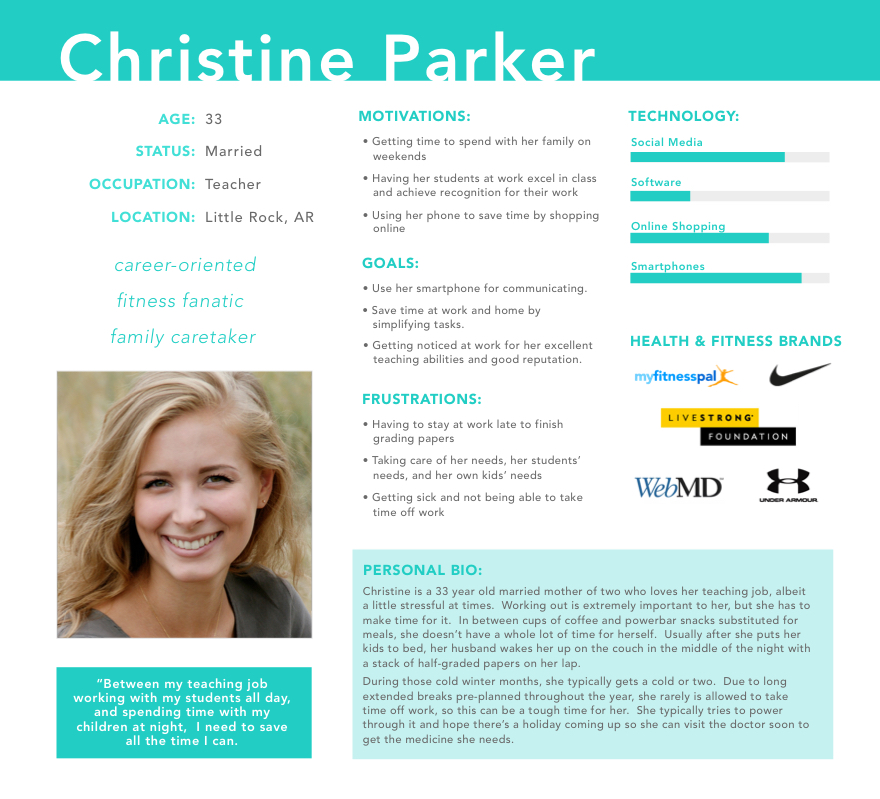 Christine Parker
AGE: 33
STATUS: Married
OCCUPATION: Teacher
LOCATION: Little Rock, AR
career-oriented
fitness fanatic
family caretaker
“Between my teaching job
working with my students all day,
and spending time with my
children at night,  I need to save
all the time I can.
MOTIVATIONS:
• Getting time to spend with her family on
weekends
• Having her students at work excel in class
and achieve recognition for their work
• Using her phone to save time by shopping
online
GOALS:
• Use her smartphone for communicating.
• Save time at work and home by
simplifying tasks.
• Getting noticed at work for her excellent
teaching abilities and good reputation.
FRUSTRATIONS:
• Having to stay at work late to finish
grading papers
• Taking care of her needs, her students’
needs, and her own kids’ needs
• Getting sick and not being able to take
time off work
TECHNOLOGY:
Social Media
Software
Online Shopping
Smartphones
HEALTH & FITNESS BRANDS
myfitnesspal
LIVESTRONG
FOUNDATION
WebMD
UNDER ARMOUR
PERSONAL BIO:
Christine is a 33 year old married mother of two who loves her teaching job, albeit
a little stressful at times.  Working out is extremely important to her, but she has to
make time for it.  In between cups of coffee and powerbar snacks substituted for
meals, she doesn’t have a whole lot of time for herself.  Usually after she puts her
kids to bed, her husband wakes her up on the couch in the middle of the night with
a stack of half-graded papers on her lap.
During those cold winter months, she typically gets a cold or two.  Due to long
extended breaks pre-planned throughout the year, she rarely is allowed to take
time off work, so this can be a tough time for her.  She typically tries to power
through it and hope there’s a holiday coming up so she can visit the doctor soon to
get the medicine she needs.